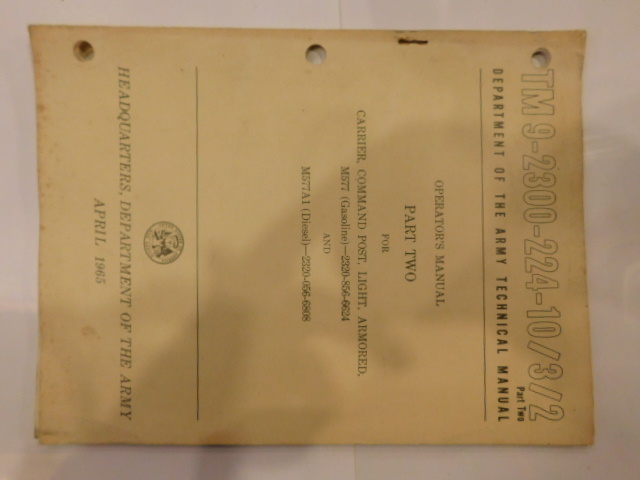 TM 9-2300-224-10/3/2
Part Two
DEPARTMENT OF THE ARMY TECHNICAL MANUAL
OPERATOR'S MANUAL
PART TWO
FOR
CARRIER, COMMAND POST, LIGHT, ARMORED,
M577 (Gasoline)—2320-856-6624
AND
M577A1 (Diesel)—2320-056-6808
HEADQUARTERS, DEPARTMENT OF THE ARMY
APRIL 1965